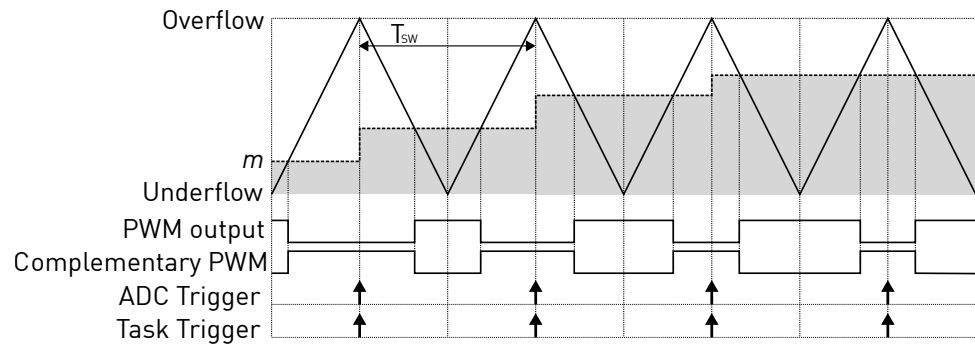 Overflow
TSW
m
Underflow
PWM output
Complementary PWM
ADC Trigger
Task Trigger